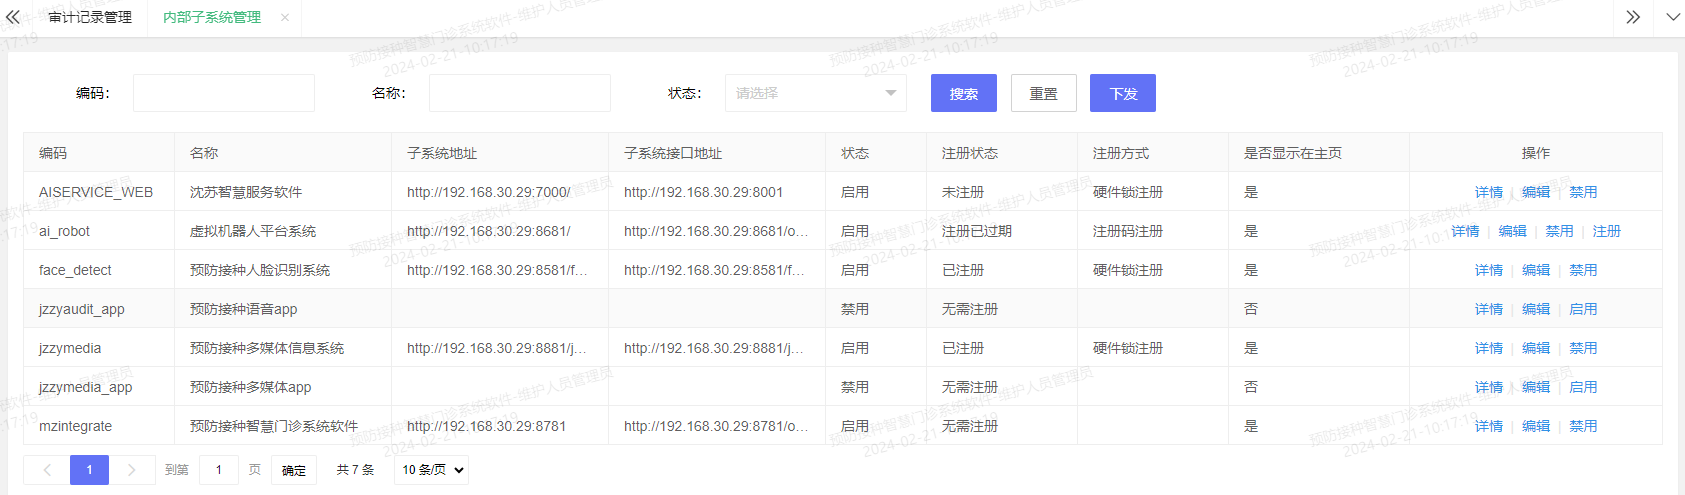 审计记录管理 内部子系统管理
编码: 名称: 状态: 请选择 搜索 重置 下发
编码 名称 子系统地址 子系统接口地址 状态 注册状态 注册方式 是否显示在主页 操作
AISERVICE_WEB 沈苏智慧服务软件 http://192.168.30.29:7000/ http://192.168.30.29:8001 启用 未注册 硬件锁注册 是 详情 编辑 禁用
ai_robot 虚拟机器人平台系统 http://192.168.30.29:8681/ http://192.168.30.29:8681/o... 启用 注册已过期 注册码注册 是 详情 编辑 禁用 注册
face_detect 预防接种人脸识别系统 http://192.168.30.29:8581/f... http://192.168.30.29:8581/f... 启用 已注册 硬件锁注册 是 详情 编辑 禁用
jzzyaudit_app 预防接种语音app 禁用 无需注册 否 详情 编辑 启用
jzzymedia 预防接种多媒体信息系统 http://192.168.30.29:8881/j... http://192.168.30.29:8881/j... 启用 已注册 硬件锁注册 是 详情 编辑 禁用
jzzymedia_app 预防接种多媒体app 禁用 无需注册 否 详情 编辑 启用
mzintegrate 预防接种智慧门诊系统软件 http://192.168.30.29:8781 http://192.168.30.29:8781/o... 启用 无需注册 是 详情 编辑 禁用
1 到第 1 页 确定 共 7 条 10 条/页
预防接种智慧门诊系统软件-维护人员管理员
2024-02-21-10:17:19